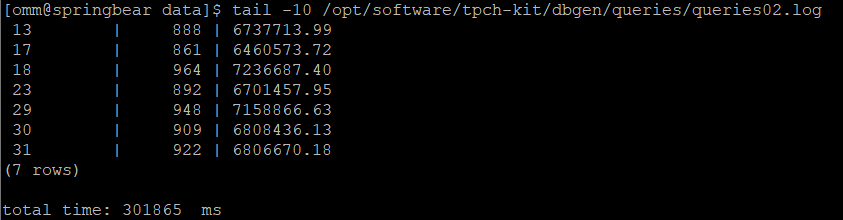 [omm@springbear data]$ tail -10 /opt/software/tpch-kit/dbgen/queries/queries02.log
 13         |     888 | 6737713.99
 17         |     861 | 6460573.72
 18         |     964 | 7236687.40
 23         |     892 | 6701457.95
 29         |     948 | 7158866.63
 30         |     909 | 6808436.13
 31         |     922 | 6806670.18
(7 rows)

total time: 301865  ms